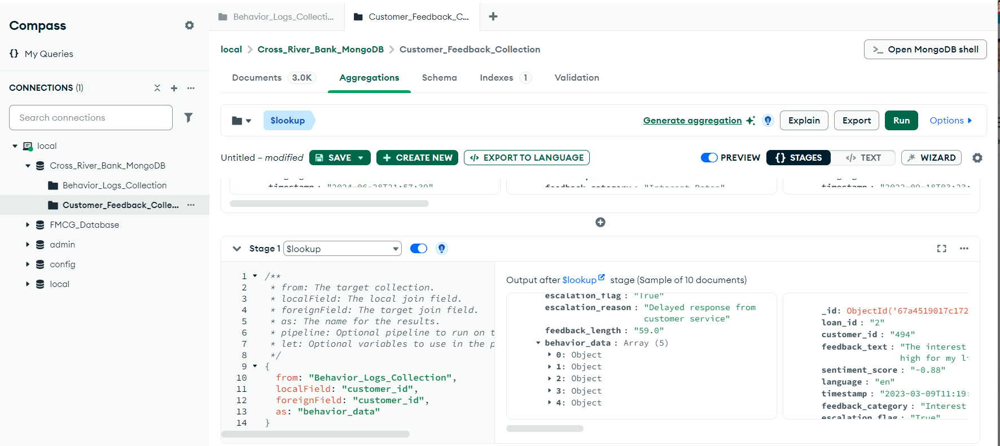 Compass
My Queries
CONNECTIONS (1)
Search connections
local
Cross_River_Bank_MongoDB
Behavior_Logs_Collection
Customer_Feedback_Colle...
FMCG_Database
admin
config
local
Behavior_Logs_Collecti...
Customer_Feedback_C...
local > Cross_River_Bank_MongoDB > Customer_Feedback_Collection
>_ Open MongoDB shell
Documents 3.0K Aggregations Schema Indexes 1 Validation
$lookup
Generate aggregation Explain Export Run Options
Untitled – modified SAVE CREATE NEW EXPORT TO LANGUAGE PREVIEW {} STAGES </> TEXT WIZARD
timestamp : "2024-06-28T21:57:39"
feedback_category : "Interest Rates"
timestamp : "2022-09-18T03:23:
Stage 1 $lookup
1 /**
2 * from: The target collection.
3 * localField: The local join field.
4 * foreignField: The target join field.
5 * as: The name for the results.
6 * pipeline: Optional pipeline to run on t
7 * let: Optional variables to use in the p
8 */
9 {
10 from: "Behavior_Logs_Collection",
11 localField: "customer_id",
12 foreignField: "customer_id",
13 as: "behavior_data"
14 }
Output after $lookup stage (Sample of 10 documents)
escalation_flag : "True"
escalation_reason : "Delayed response from
customer service"
feedback_length : "59.0"
behavior_data : Array (5)
0: Object
1: Object
2: Object
3: Object
4: Object
_id: ObjectId('67a4519017c172
loan_id : "2"
customer_id : "494"
feedback_text : "The interest
high for my li
sentiment_score : "-0.88"
language : "en"
timestamp : "2023-03-09T11:19:
feedback_category : "Interest
escalation_flag : "True"